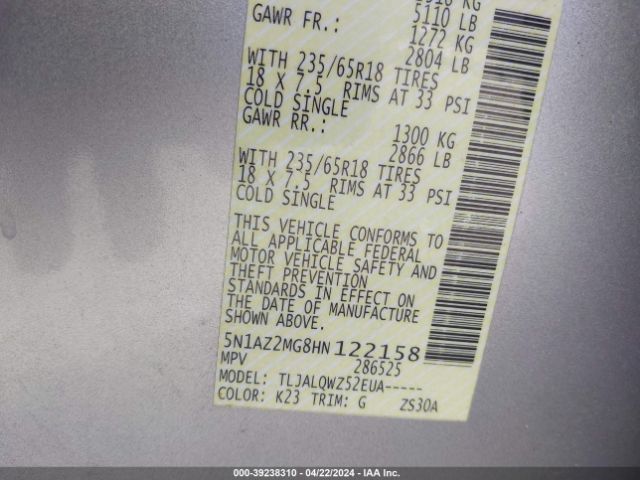 5110 LB
GAWR FR.: 1272 KG
2804 LB
WITH 235/65R18 TIRES
18 X 7.5 RIMS AT 33 PSI
COLD SINGLE
GAWR RR.: 1300 KG
2866 LB
WITH 235/65R18 TIRES
18 X 7.5 RIMS AT 33 PSI
COLD SINGLE
THIS VEHICLE CONFORMS TO
ALL APPLICABLE FEDERAL
MOTOR VEHICLE SAFETY AND
THEFT PREVENTION
STANDARDS IN EFFECT ON
THE DATE OF MANUFACTURE
SHOWN ABOVE.
5N1AZ2MG8HN122158
MPV 286525
MODEL: TLJALQWZ52EUA-----
COLOR: K23 TRIM: G ZS30A
000-39238310 - 04/22/2024 - IAA Inc.